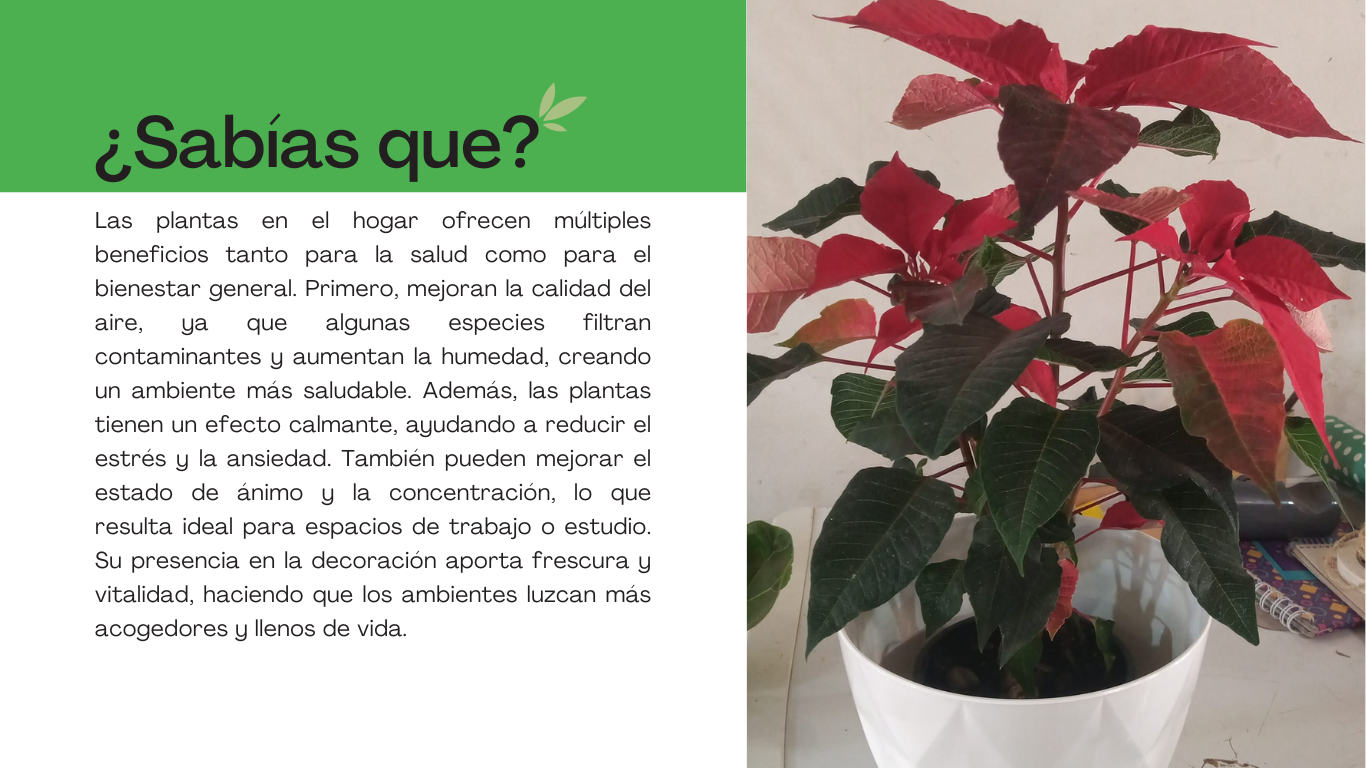 ¿Sabías que?
Las plantas en el hogar ofrecen múltiples
beneficios tanto para la salud como para el
bienestar general. Primero, mejoran la calidad del
aire, ya que algunas especies filtran
contaminantes y aumentan la humedad, creando
un ambiente más saludable. Además, las plantas
tienen un efecto calmante, ayudando a reducir el
estrés y la ansiedad. También pueden mejorar el
estado de ánimo y la concentración, lo que
resulta ideal para espacios de trabajo o estudio.
Su presencia en la decoración aporta frescura y
vitalidad, haciendo que los ambientes luzcan más
acogedores y llenos de vida.